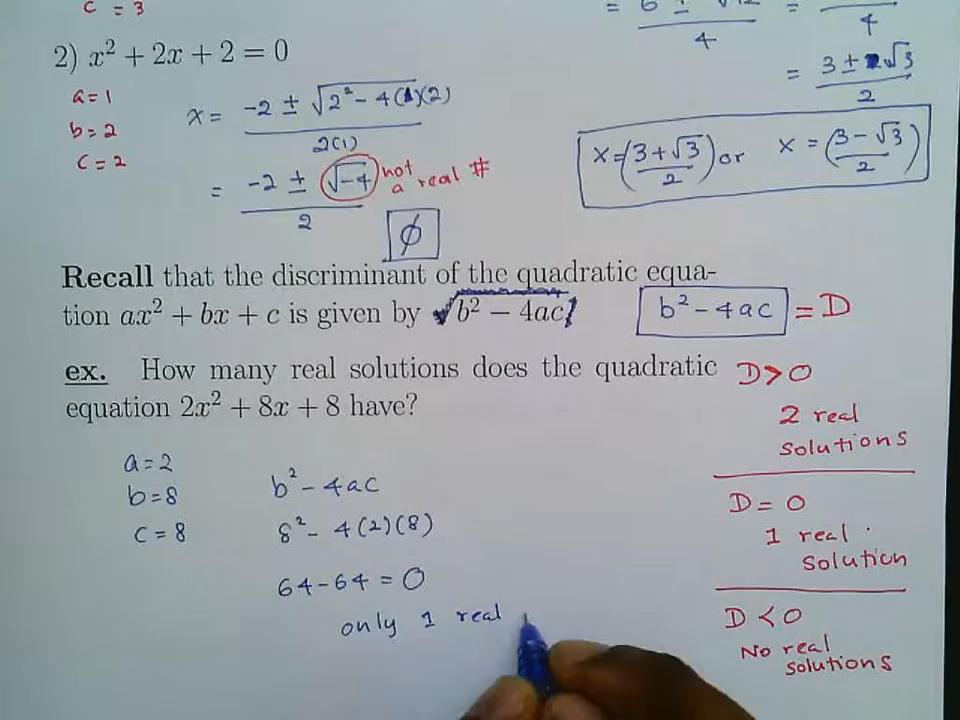 c = 3
= 6 ± √12 / 4 =
4
= 3 ± √3 / 2
2) x² + 2x + 2 = 0
a = 1
b = 2
c = 2
x = -2 ± √2² - 4(1)(2) / 2(1)
= -2 ± √-4 / 2
not a real #
∅
x = (3 + √3 / 2) or x = (3 - √3 / 2)
Recall that the discriminant of the quadratic equa-
tion ax² + bx + c is given by √b² - 4ac
b² - 4ac = D
ex. How many real solutions does the quadratic
equation 2x² + 8x + 8 have?
a = 2
b = 8
c = 8
b² - 4ac
8² - 4(2)(8)
64 - 64 = 0
only 1 real
D > 0
2 real
solutions
D = 0
1 real
solution
D < 0
No real
solutions